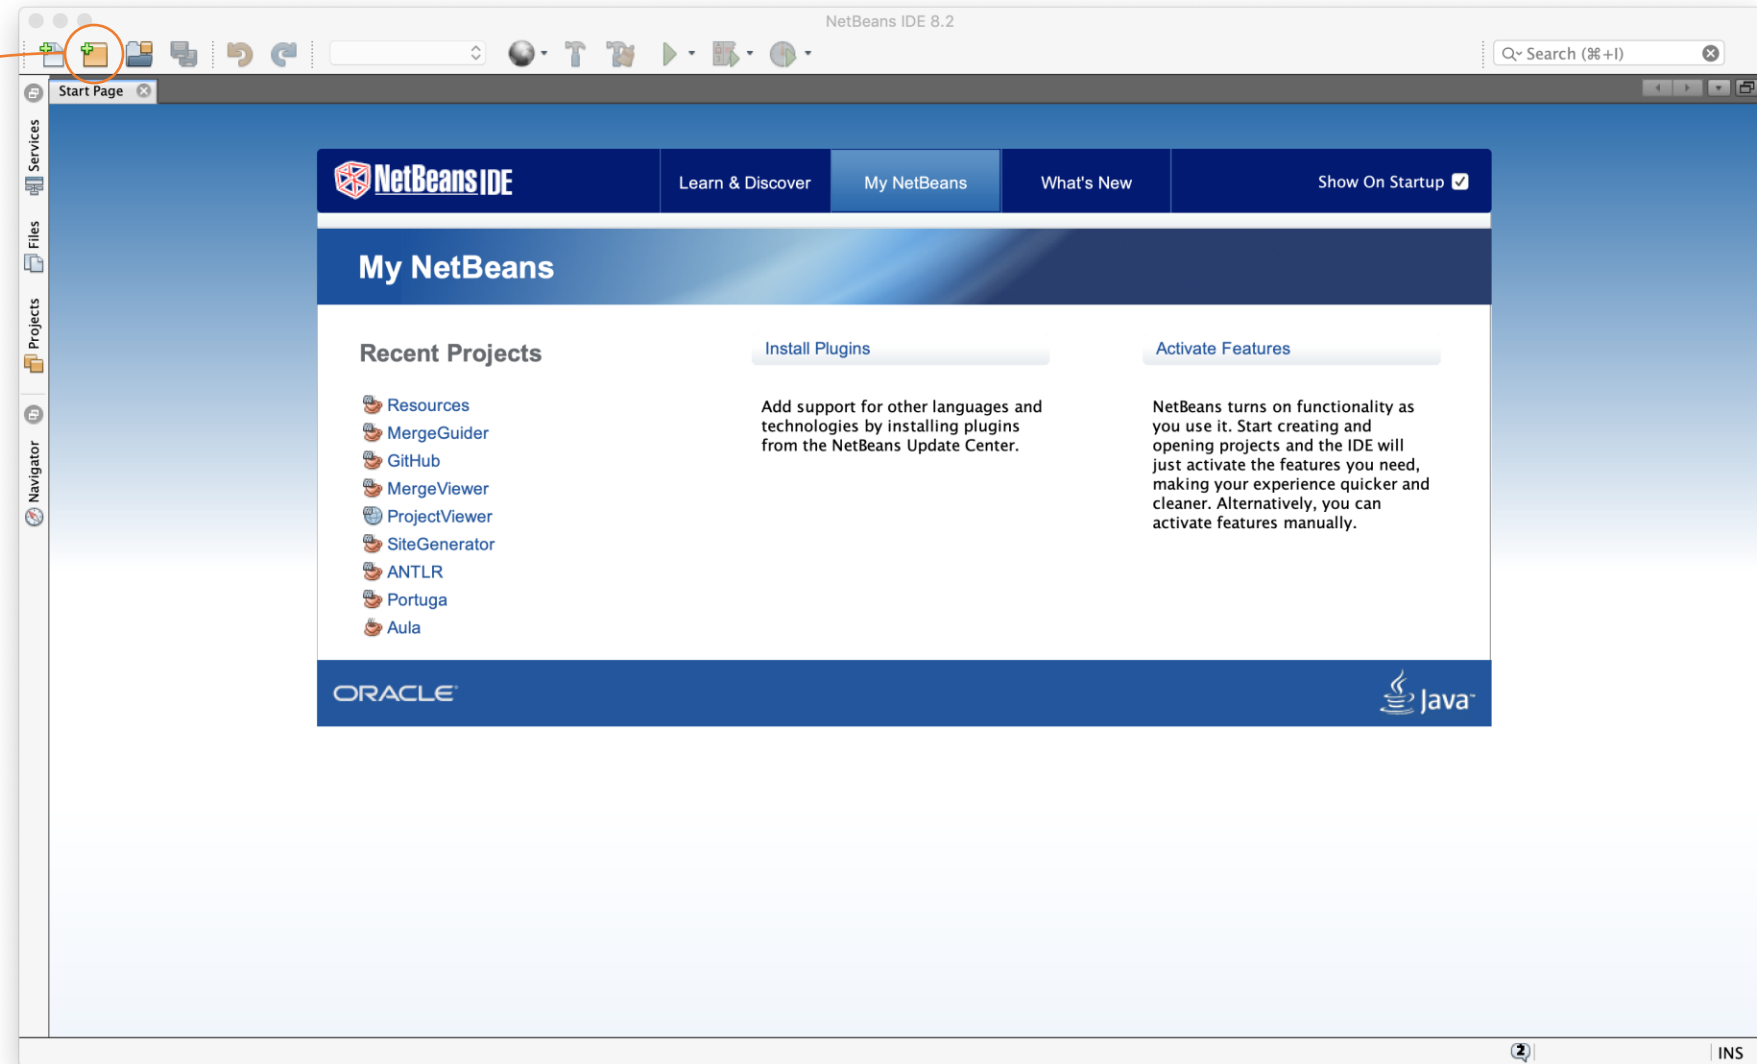 NetBeans IDE 8.2
Search (⌘+I)
Start Page
Services
Files
Projects
Navigator
NetBeans IDE
Learn & Discover
My NetBeans
What's New
Show On Startup
My NetBeans
Recent Projects
Resources
MergeGuider
GitHub
MergeViewer
ProjectViewer
SiteGenerator
ANTLR
Portuga
Aula
Install Plugins
Add support for other languages and
technologies by installing plugins
from the NetBeans Update Center.
Activate Features
NetBeans turns on functionality as
you use it. Start creating and
opening projects and the IDE will
just activate the features you need,
making your experience quicker and
cleaner. Alternatively, you can
activate features manually.
ORACLE
Java
2
INS